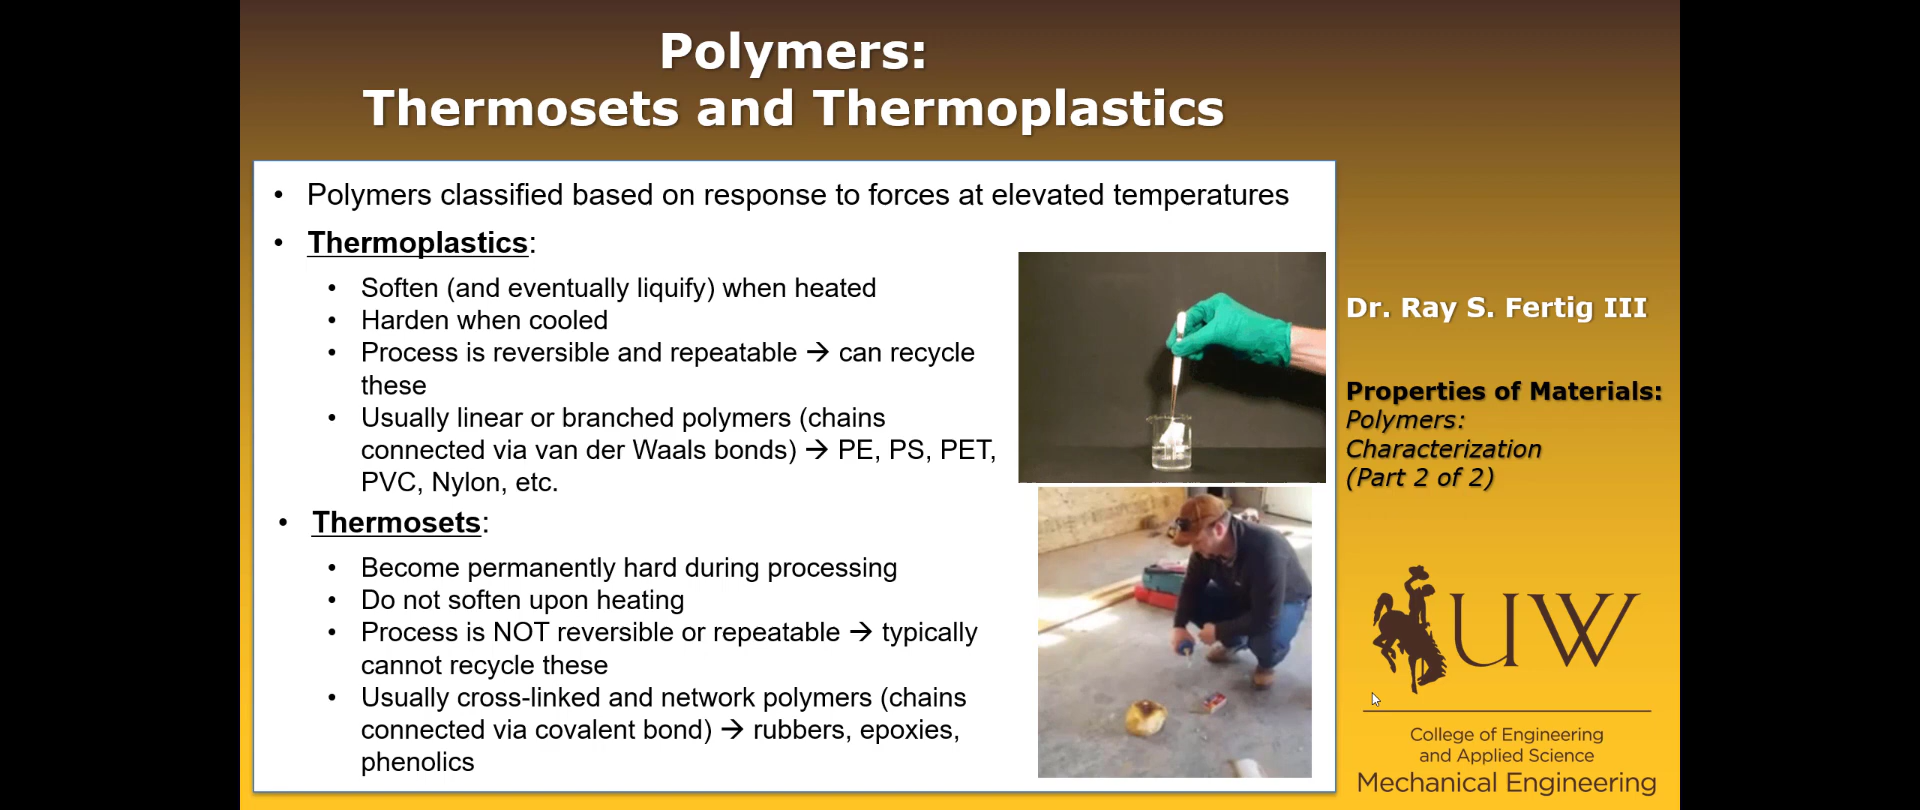 Polymers:
Thermosets and Thermoplastics
• Polymers classified based on response to forces at elevated temperatures
• Thermoplastics:
• Soften (and eventually liquify) when heated
• Harden when cooled
• Process is reversible and repeatable → can recycle
these
• Usually linear or branched polymers (chains
connected via van der Waals bonds) → PE, PS, PET,
PVC, Nylon, etc.
• Thermosets:
• Become permanently hard during processing
• Do not soften upon heating
• Process is NOT reversible or repeatable → typically
cannot recycle these
• Usually cross-linked and network polymers (chains
connected via covalent bond) → rubbers, epoxies,
phenolics
Dr. Ray S. Fertig III
Properties of Materials:
Polymers:
Characterization
(Part 2 of 2)
UW
College of Engineering
and Applied Science
Mechanical Engineering